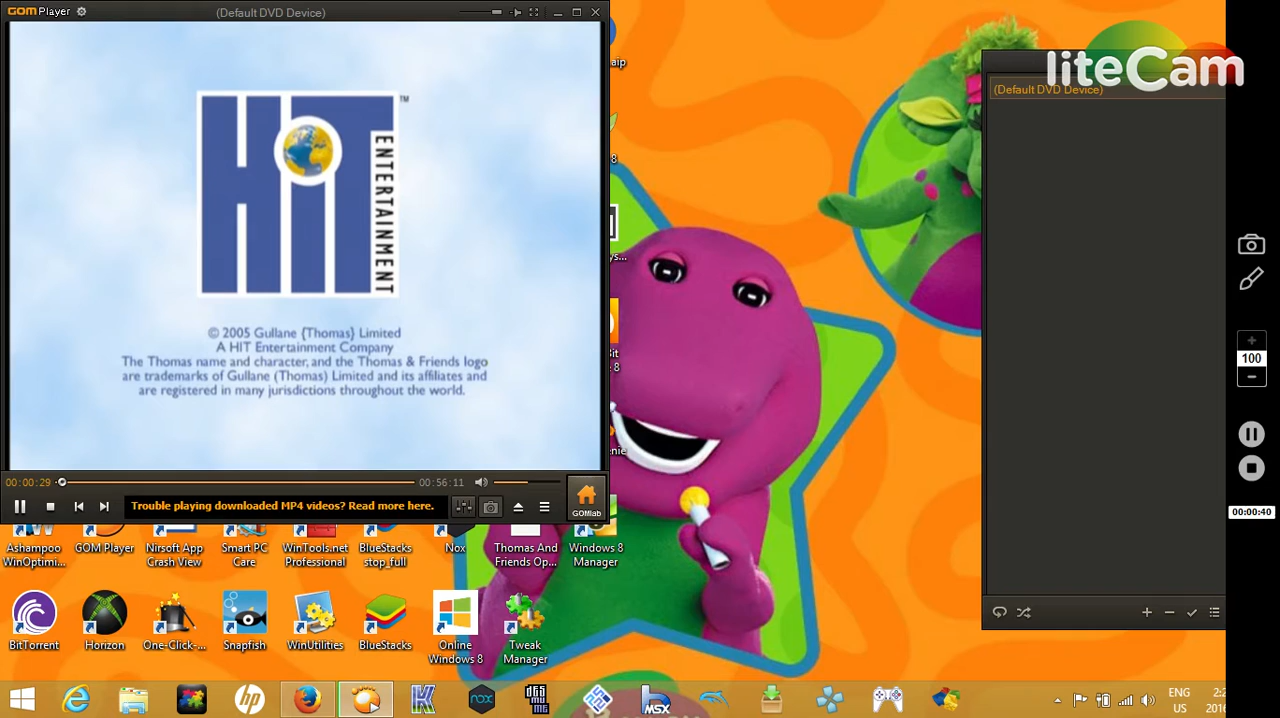 GOM Player
(Default DVD Device)
HiT
ENTERTAINMENT
TM
© 2005 Gullane {Thomas} Limited
A HIT Entertainment Company
The Thomas name and character, and the Thomas & Friends logo
are trademarks of Gullane (Thomas) Limited and its affiliates and
are registered in many jurisdictions throughout the world.
00:00:29
00:56:11
Trouble playing downloaded MP4 videos? Read more here.
GOMlab
liteCam
(Default DVD Device)
100
00:00:40
Ashampoo
WinOptimi...
GOM Player
Nirsoft App
Crash View
Smart PC
Care
WinTools.net
Professional
BlueStacks
stop_full
Nox
Thomas And
Friends Op...
Windows 8
Manager
BitTorrent
Horizon
One-Click-...
Snapfish
WinUtilities
BlueStacks
Online
Windows 8
Tweak
Manager
hp
nox
MSX
ENG
US